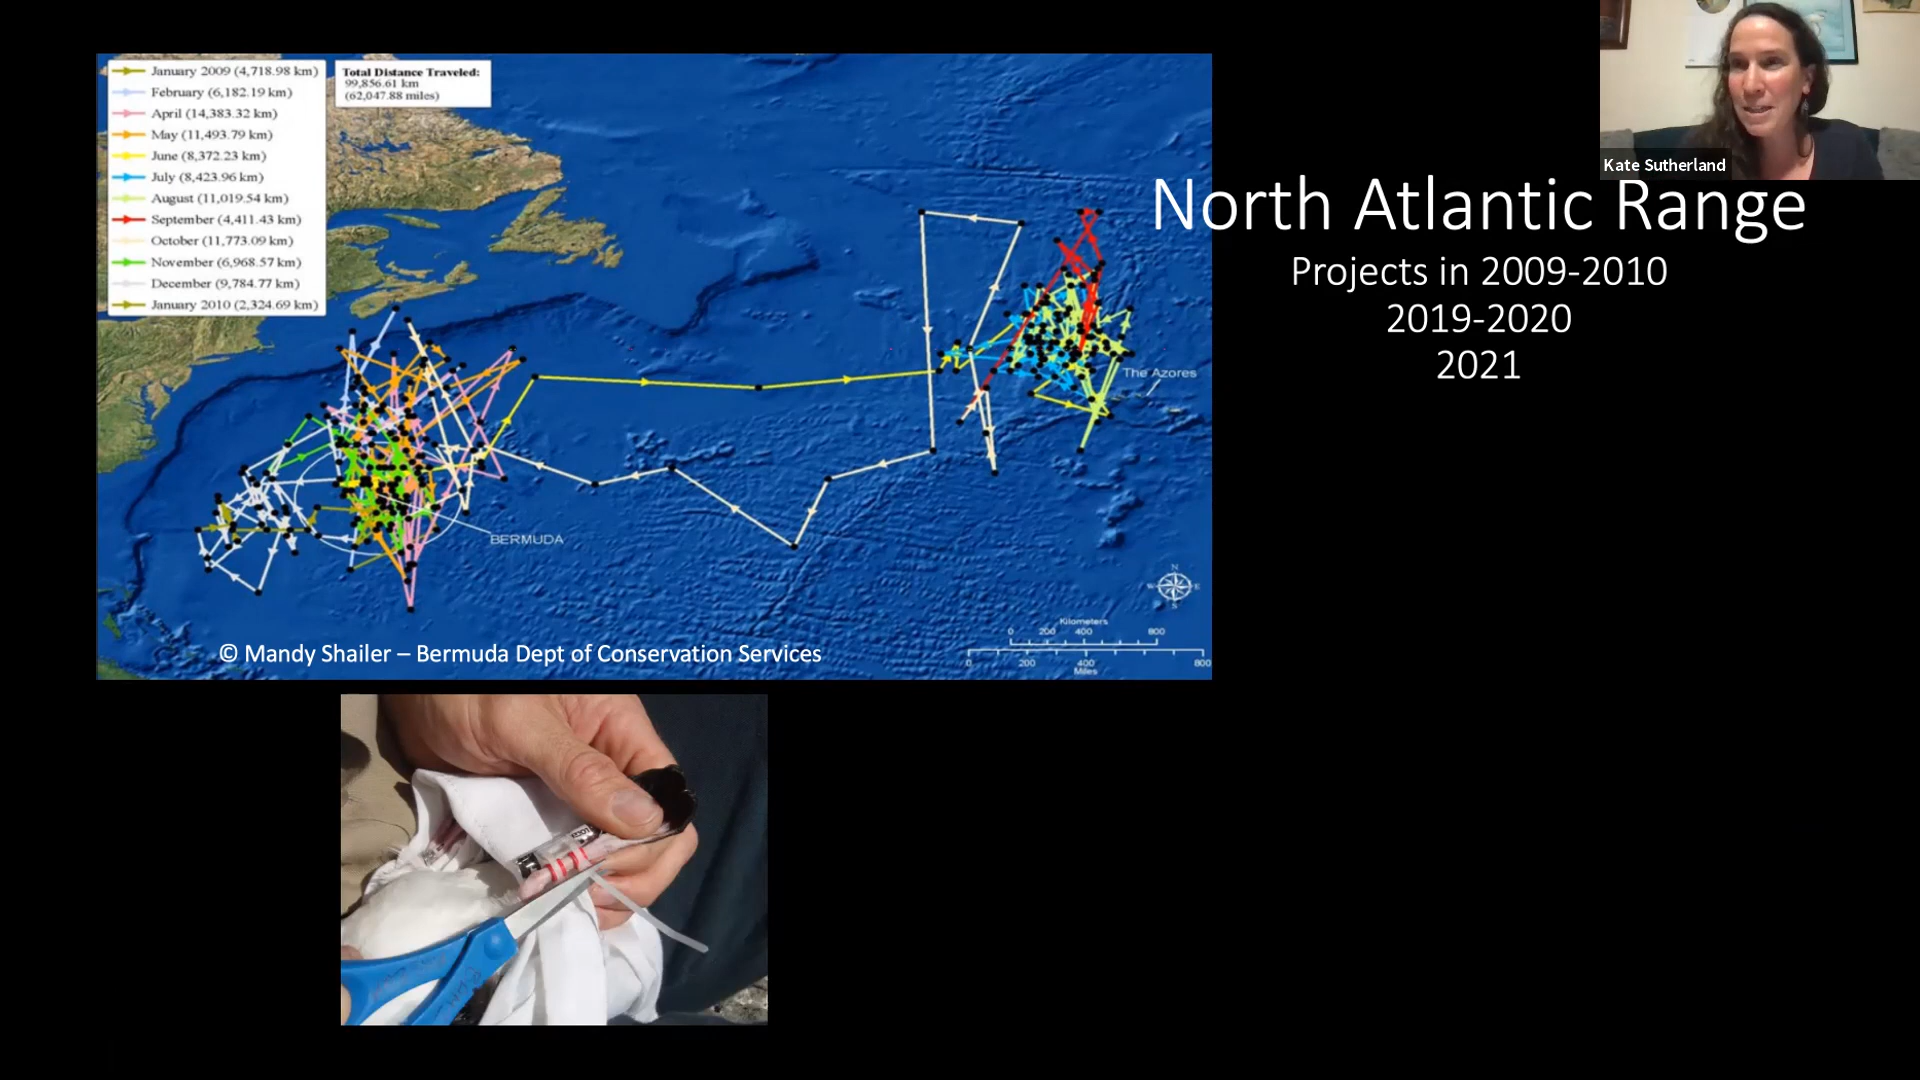 January 2009 (4,718.98 km)
February (6,182.19 km)
April (14,383.32 km)
May (11,493.79 km)
June (8,372.23 km)
July (8,423.96 km)
August (11,019.54 km)
September (4,411.43 km)
October (11,773.09 km)
November (6,968.57 km)
December (9,784.77 km)
January 2010 (2,324.69 km)
Total Distance Traveled:
99,856.61 km
(62,047.88 miles)
Kate Sutherland
North Atlantic Range
Projects in 2009-2010
2019-2020
2021
The Azores
BERMUDA
N
W E
S
Kilometers
0 200 400 800
0 200 400 800
Miles
© Mandy Shailer – Bermuda Dept of Conservation Services